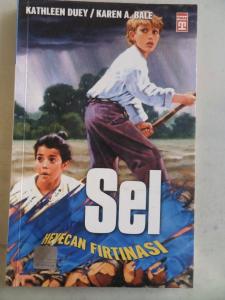 KATHLEEN DUEY / KAREN A. BALE
Sel
HEYECAN FIRTINASI